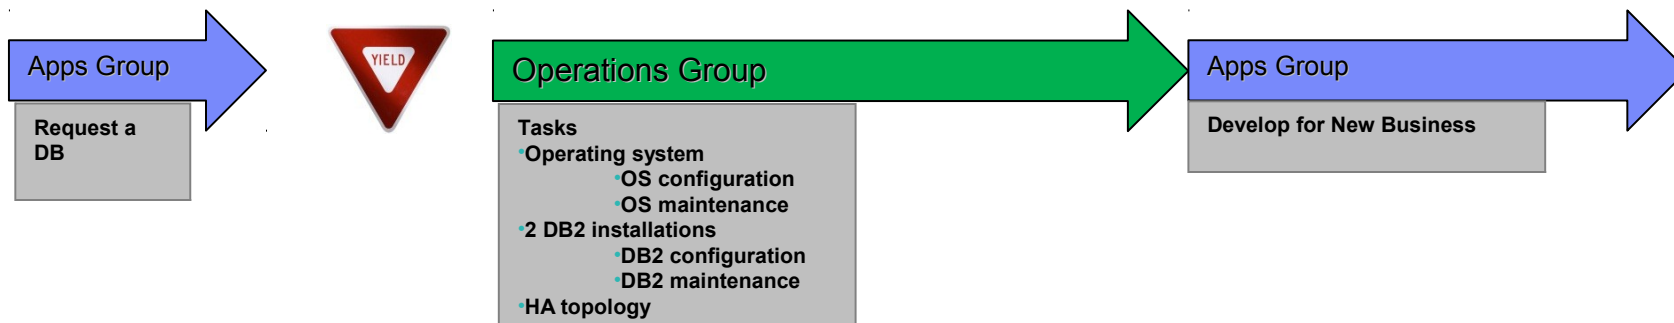 Apps Group
Request a
DB
YIELD
Operations Group
Tasks
•Operating system
•OS configuration
•OS maintenance
•2 DB2 installations
•DB2 configuration
•DB2 maintenance
•HA topology
Apps Group
Develop for New Business